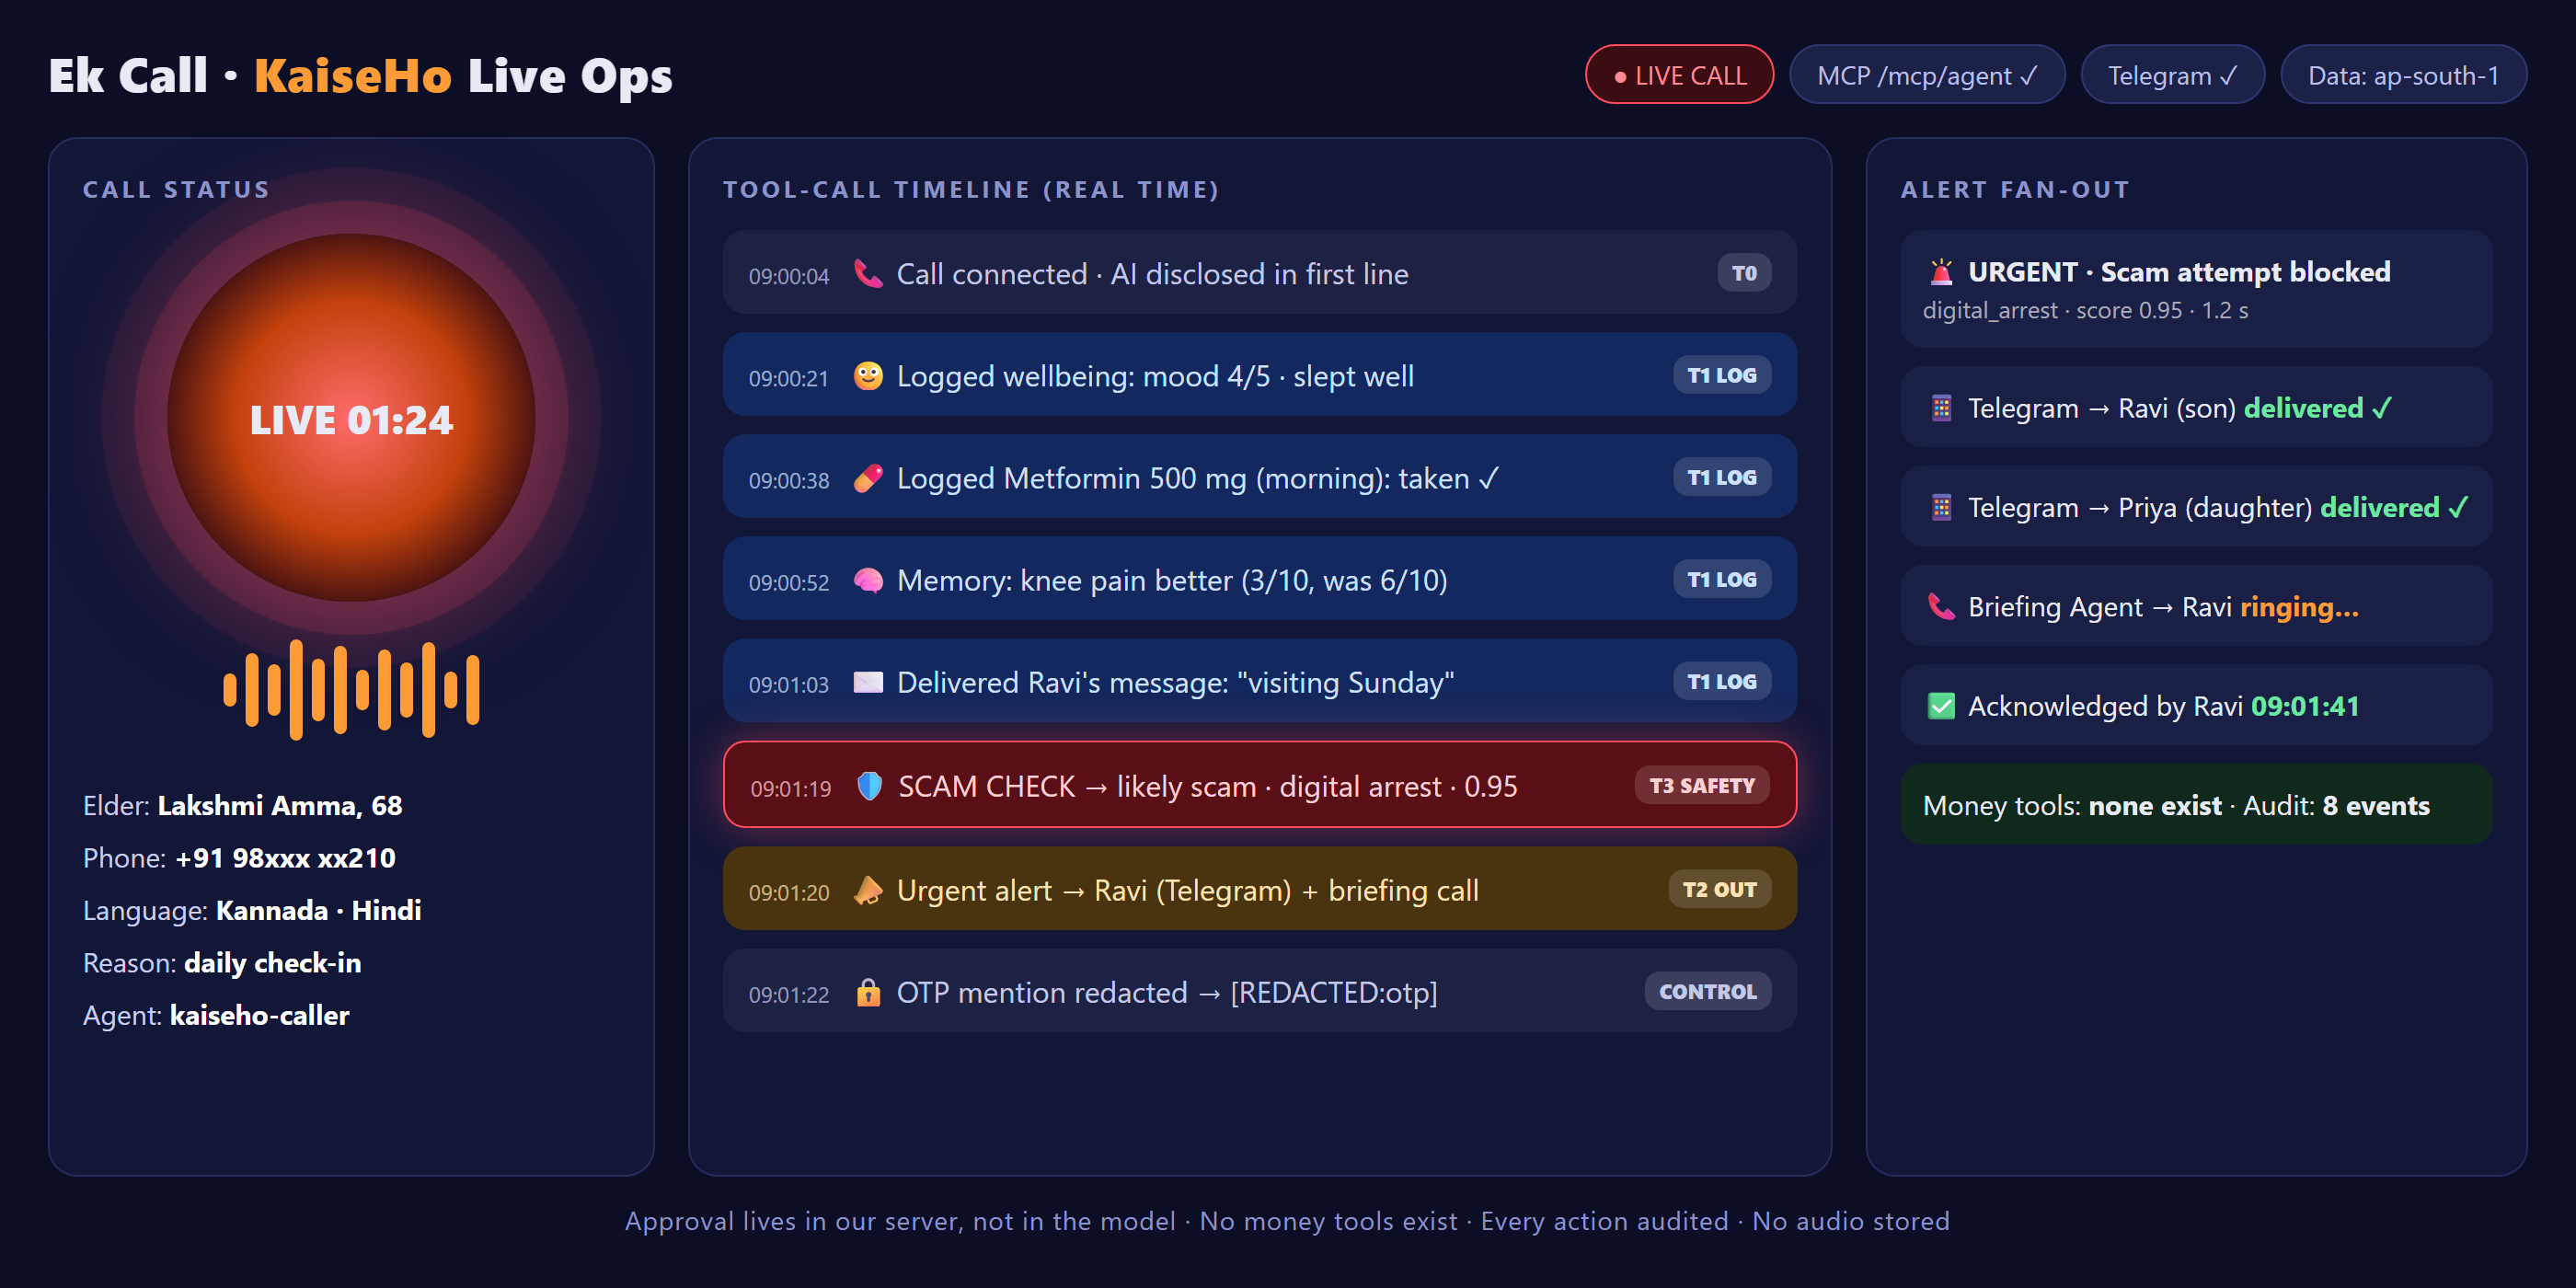 Ek Call · KaiseHo Live Ops
● LIVE CALL
MCP /mcp/agent ✓
Telegram ✓
Data: ap-south-1
CALL STATUS
LIVE 01:24
Elder: Lakshmi Amma, 68
Phone: +91 98xxx xx210
Language: Kannada · Hindi
Reason: daily check-in
Agent: kaiseho-caller
TOOL-CALL TIMELINE (REAL TIME)
09:00:04 📞 Call connected · AI disclosed in first line T0
09:00:21 🙂 Logged wellbeing: mood 4/5 · slept well T1 LOG
09:00:38 💊 Logged Metformin 500 mg (morning): taken ✓ T1 LOG
09:00:52 🧠 Memory: knee pain better (3/10, was 6/10) T1 LOG
09:01:03 ✉️ Delivered Ravi's message: "visiting Sunday" T1 LOG
09:01:19 🛡️ SCAM CHECK → likely scam · digital arrest · 0.95 T3 SAFETY
09:01:20 📣 Urgent alert → Ravi (Telegram) + briefing call T2 OUT
09:01:22 🔒 OTP mention redacted → [REDACTED:otp] CONTROL
ALERT FAN-OUT
🚨 URGENT · Scam attempt blocked
digital_arrest · score 0.95 · 1.2 s
📱 Telegram → Ravi (son) delivered ✓
📱 Telegram → Priya (daughter) delivered ✓
📞 Briefing Agent → Ravi ringing…
✅ Acknowledged by Ravi 09:01:41
Money tools: none exist · Audit: 8 events
Approval lives in our server, not in the model · No money tools exist · Every action audited · No audio stored